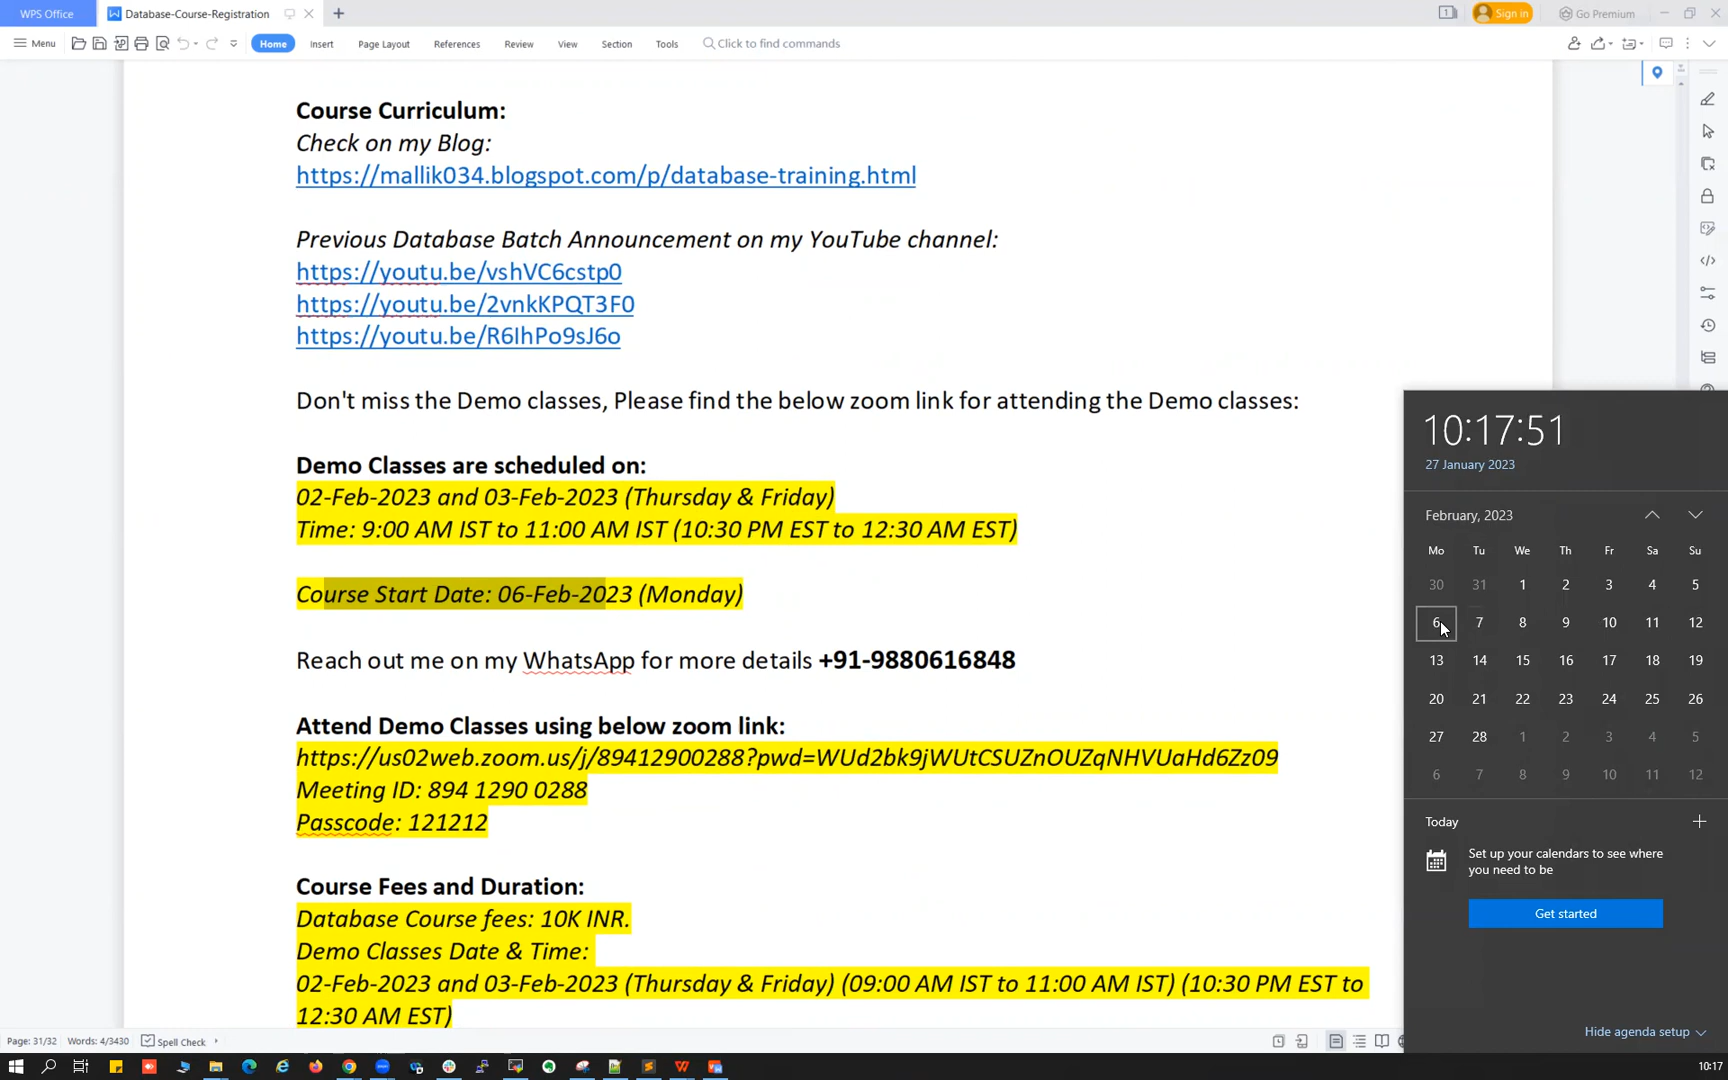 WPS Office
Database-Course-Registration
Sign in
Go Premium
Menu
Home
Insert
Page Layout
References
Review
View
Section
Tools
Click to find commands
Course Curriculum:
Check on my Blog:
https://mallik034.blogspot.com/p/database-training.html
Previous Database Batch Announcement on my YouTube channel:
https://youtu.be/vshVC6cstp0
https://youtu.be/2vnkKPQT3F0
https://youtu.be/R6IhPo9sJ6o
Don't miss the Demo classes, Please find the below zoom link for attending the Demo classes:
Demo Classes are scheduled on:
02-Feb-2023 and 03-Feb-2023 (Thursday & Friday)
Time: 9:00 AM IST to 11:00 AM IST (10:30 PM EST to 12:30 AM EST)
Course Start Date: 06-Feb-2023 (Monday)
Reach out me on my WhatsApp for more details +91-9880616848
Attend Demo Classes using below zoom link:
https://us02web.zoom.us/j/89412900288?pwd=WUd2bk9jWUtCSUZnOUZqNHVUaHd6Zz09
Meeting ID: 894 1290 0288
Passcode: 121212
Course Fees and Duration:
Database Course fees: 10K INR.
Demo Classes Date & Time:
02-Feb-2023 and 03-Feb-2023 (Thursday & Friday) (09:00 AM IST to 11:00 AM IST) (10:30 PM EST to
12:30 AM EST)
10:17:51
27 January 2023
February, 2023
Mo Tu We Th Fr Sa Su
30 31 1 2 3 4 5
6 7 8 9 10 11 12
13 14 15 16 17 18 19
20 21 22 23 24 25 26
27 28 1 2 3 4 5
6 7 8 9 10 11 12
Today
Set up your calendars to see where
you need to be
Get started
Hide agenda setup
Page: 31/32
Words: 4/3430
Spell Check
10:17